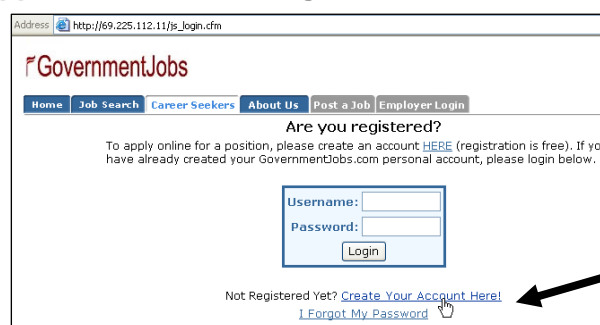 Address http://69.225.112.11/js_login.cfm
GovernmentJobs
Home Job Search Career Seekers About Us Post a Job Employer Login
Are you registered?
To apply online for a position, please create an account HERE (registration is free). If yo
have already created your GovernmentJobs.com personal account, please login below.
Username:
Password:
Login
Not Registered Yet? Create Your Account Here!
I Forgot My Password